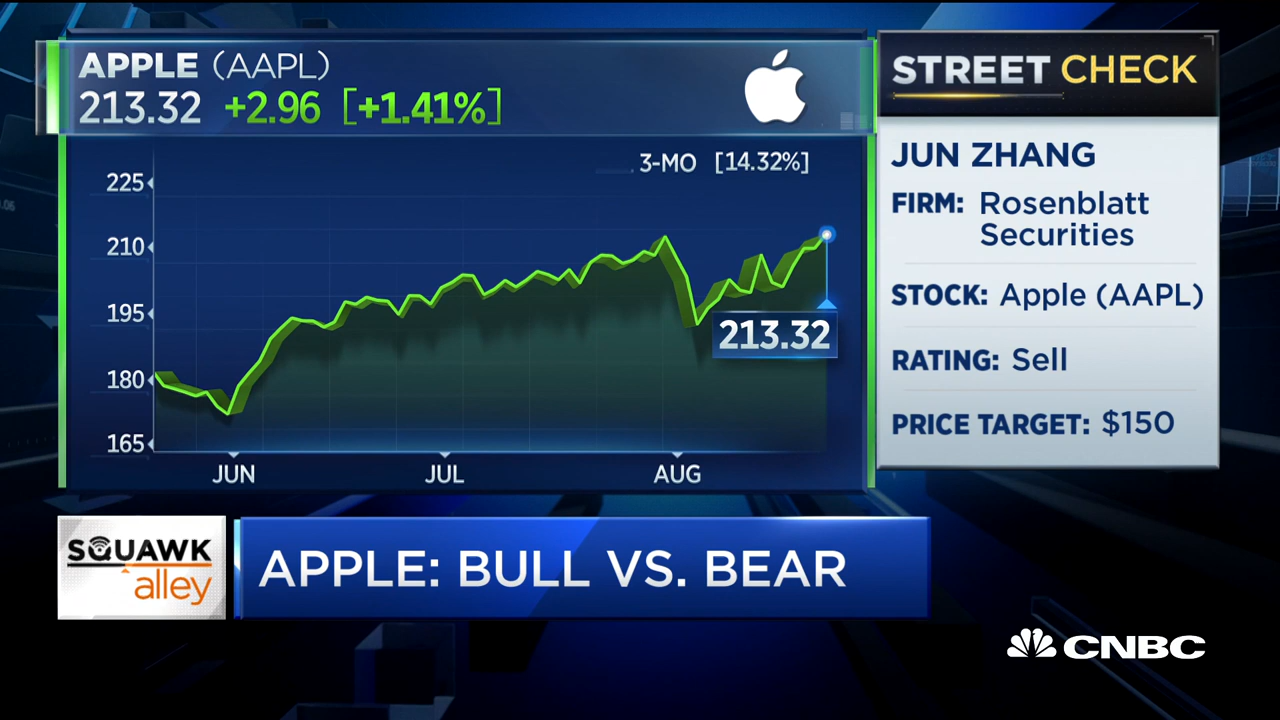 APPLE (AAPL)
213.32 +2.96 [+1.41%]
3-MO [14.32%]
225
210
195
180
165
213.32
JUN JUL AUG
STREET CHECK
JUN ZHANG
FIRM: Rosenblatt
Securities
STOCK: Apple (AAPL)
RATING: Sell
PRICE TARGET: $150
SQUAWK
alley
APPLE: BULL VS. BEAR
CNBC